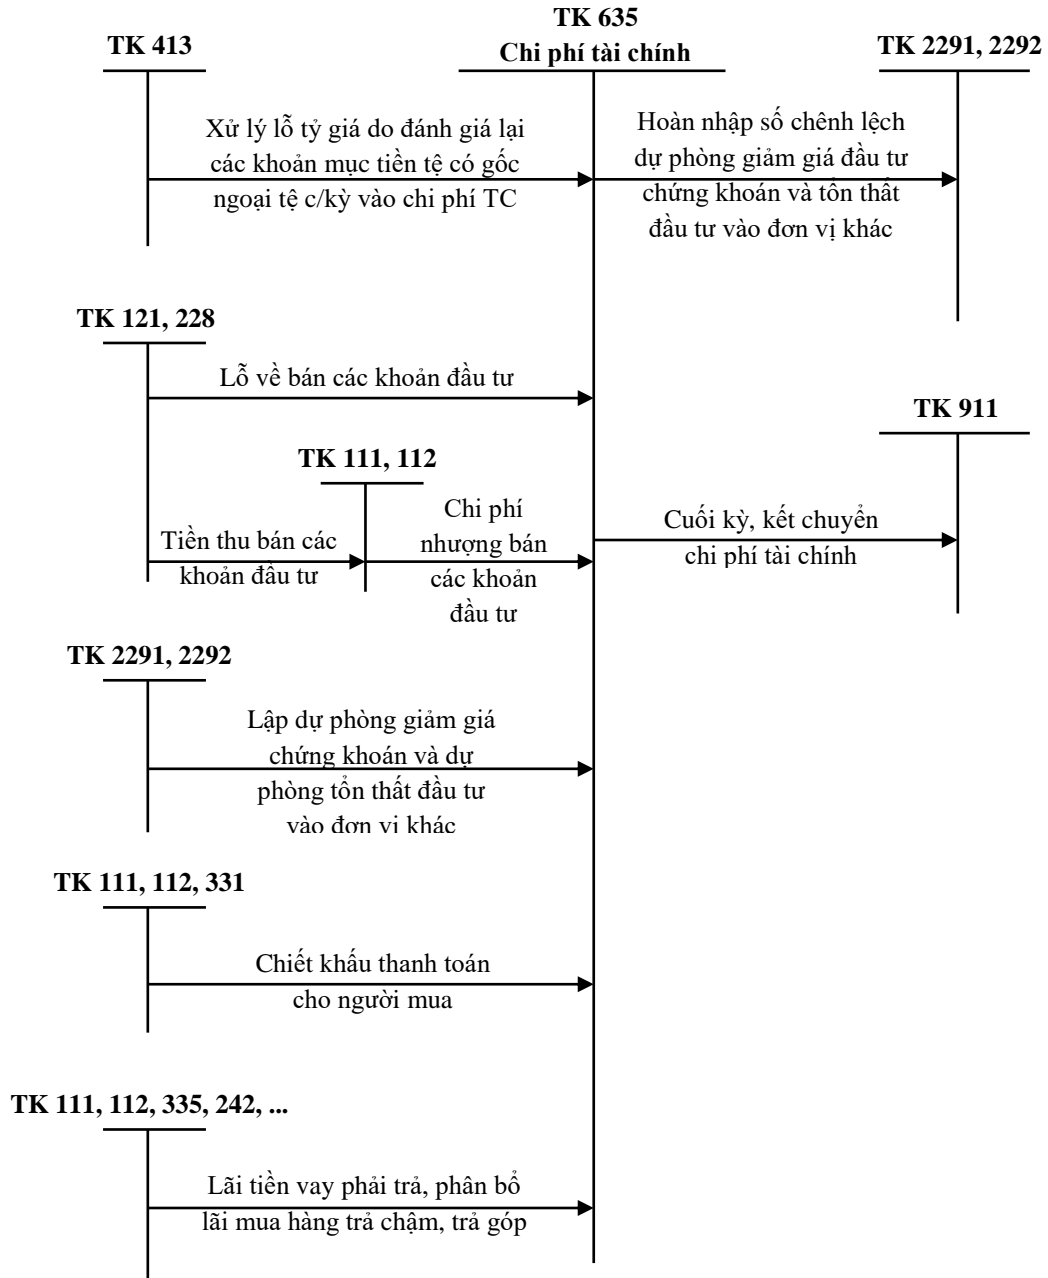 TK 413
TK 635
Chi phí tài chính
TK 2291, 2292
Xử lý lỗ tỷ giá do đánh giá lại
các khoản mục tiền tệ có gốc
ngoại tệ c/kỳ vào chi phí TC
Hoàn nhập số chênh lệch
dự phòng giảm giá đầu tư
chứng khoán và tổn thất
đầu tư vào đơn vị khác
TK 121, 228
Lỗ về bán các khoản đầu tư
TK 911
TK 111, 112
Tiền thu bán các
khoản đầu tư
Chi phí
nhượng bán
các khoản
đầu tư
Cuối kỳ, kết chuyển
chi phí tài chính
TK 2291, 2292
Lập dự phòng giảm giá
chứng khoán và dự
phòng tổn thất đầu tư
vào đơn vị khác
TK 111, 112, 331
Chiết khấu thanh toán
cho người mua
TK 111, 112, 335, 242, ...
Lãi tiền vay phải trả, phân bổ
lãi mua hàng trả chậm, trả góp